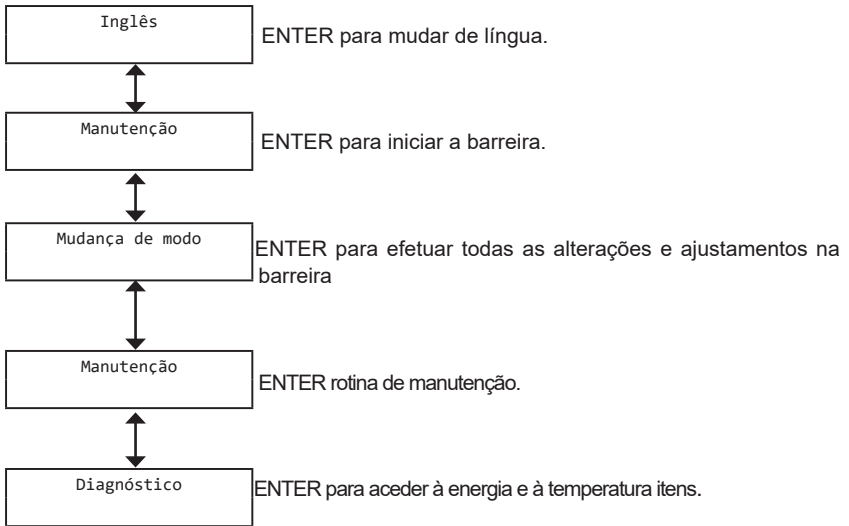 Inglês
ENTER para mudar de língua.
Manutenção
ENTER para iniciar a barreira.
Mudança de modo
ENTER para efetuar todas as alterações e ajustamentos na
barreira
Manutenção
ENTER rotina de manutenção.
Diagnóstico
ENTER para aceder à energia e à temperatura itens.